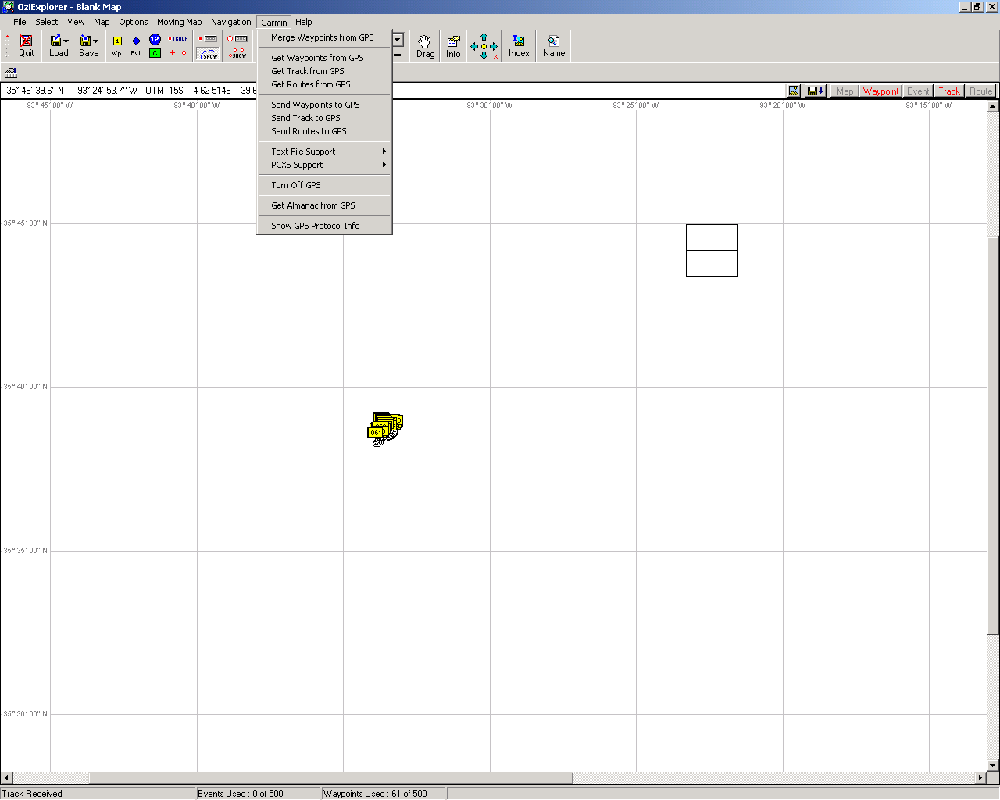 OziExplorer - Blank Map
File Select View Map Options Moving Map Navigation Garmin Help
Quit Load Save 1 Wpt Evt 12 C TRACK SHOW SHOW Drag Info Index Name
Merge Waypoints from GPS
Get Waypoints from GPS
Get Track from GPS
Get Routes from GPS
Send Waypoints to GPS
Send Track to GPS
Send Routes to GPS
Text File Support
PCX5 Support
Turn Off GPS
Get Almanac from GPS
Show GPS Protocol Info
35° 48´ 39.6" N 93° 24´ 53.7" W UTM 15S 4 62 514E 39 6
Map Waypoint Event Track Route
93° 45´ 00" W 93° 40´ 00" W 93° 30´ 00" W 93° 25´ 00" W 93° 20´ 00" W 93° 15´ 00" W
35° 45´ 00" N
35° 40´ 00" N
061
35° 35´ 00" N
35° 30´ 00" N
Track Received Events Used : 0 of 500 Waypoints Used : 61 of 500